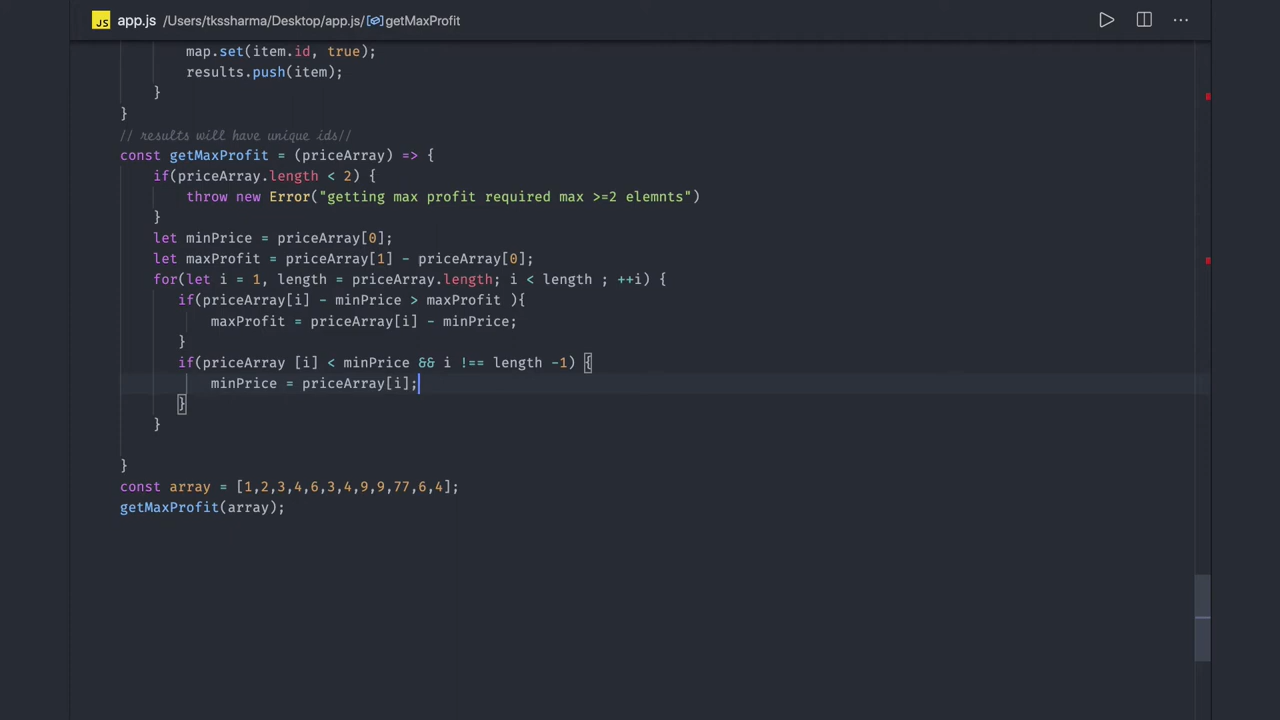 JS app.js /Users/tkssharma/Desktop/app.js/getMaxProfit
map.set(item.id, true);
results.push(item);
}
}
// results will have unique ids//
const getMaxProfit = (priceArray) => {
if(priceArray.length < 2) {
throw new Error("getting max profit required max >=2 elemnts")
}
let minPrice = priceArray[0];
let maxProfit = priceArray[1] - priceArray[0];
for(let i = 1, length = priceArray.length; i < length ; ++i) {
if(priceArray[i] - minPrice > maxProfit ){
maxProfit = priceArray[i] - minPrice;
}
if(priceArray [i] < minPrice && i !== length -1) {
minPrice = priceArray[i];
}
}
}
const array = [1,2,3,4,6,3,4,9,9,77,6,4];
getMaxProfit(array);